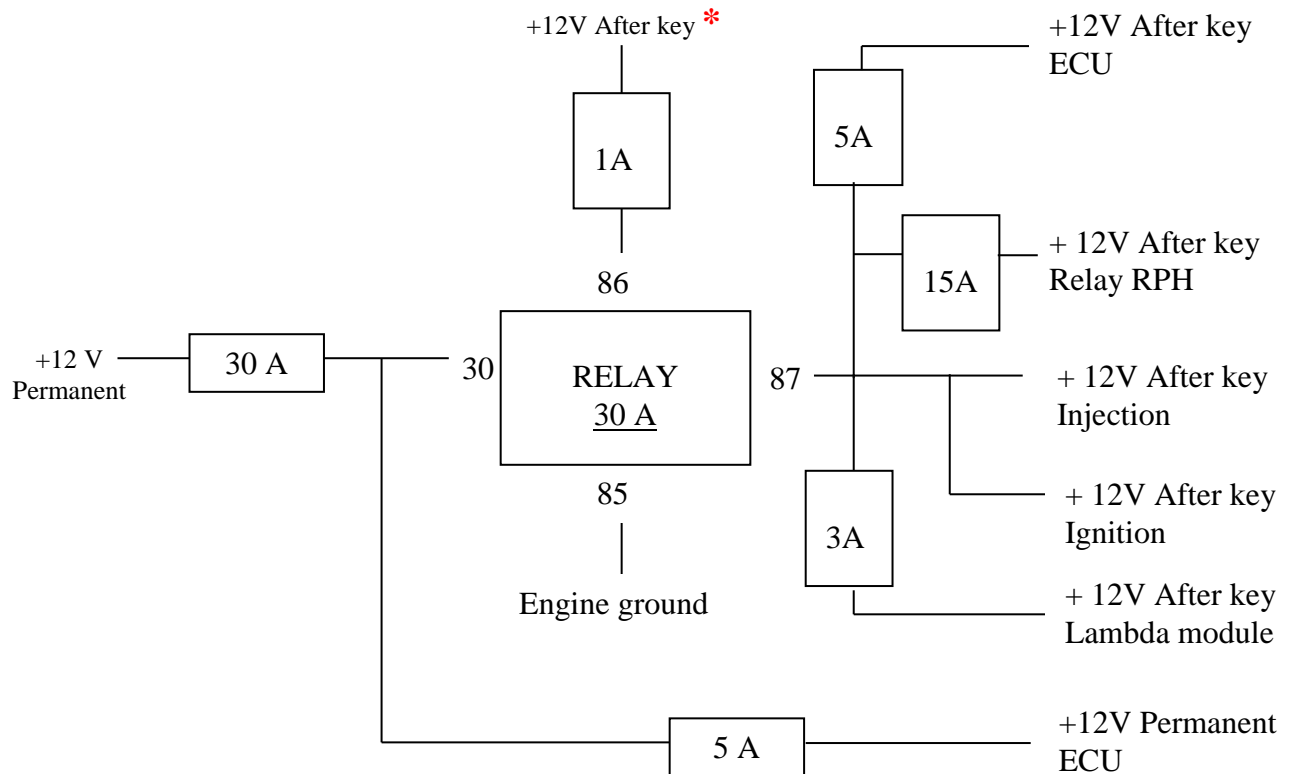 +12V After key *
1A
86
+12 V
Permanent
30 A
30
RELAY
30 A
87
85
Engine ground
5A
+12V After key
ECU
15A
+ 12V After key
Relay RPH
+ 12V After key
Injection
+ 12V After key
Ignition
3A
+ 12V After key
Lambda module
5 A
+12V Permanent
ECU